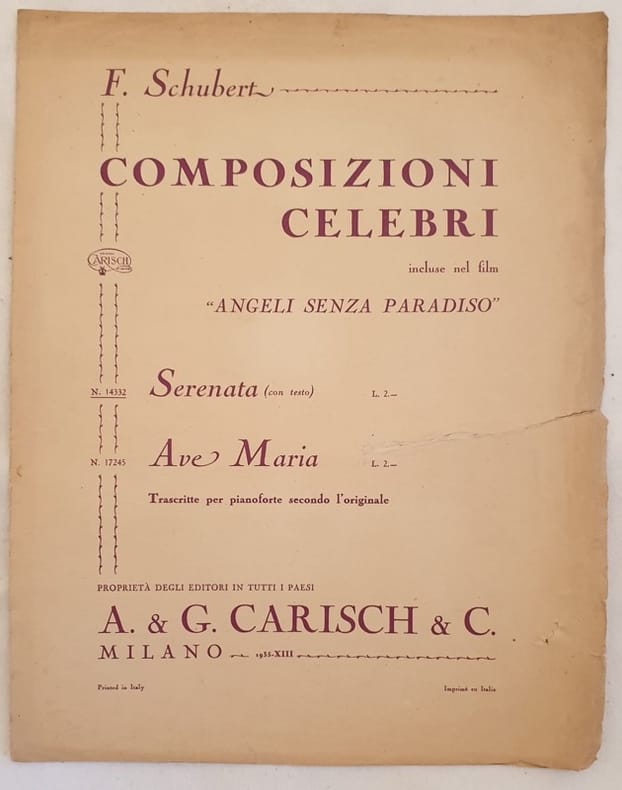 F. Schubert
COMPOSIZIONI
CELEBRI
CARISCH
incluse nel film
“ANGELI SENZA PARADISO”
N. 14332 Serenata (con testo) L. 2.—
N. 17245 Ave Maria L. 2.—
Trascritte per pianoforte secondo l'originale
PROPRIETÀ DEGLI EDITORI IN TUTTI I PAESI
A. & G. CARISCH & C.
MILANO 1935-XIII
Printed in Italy Imprimé en Italie